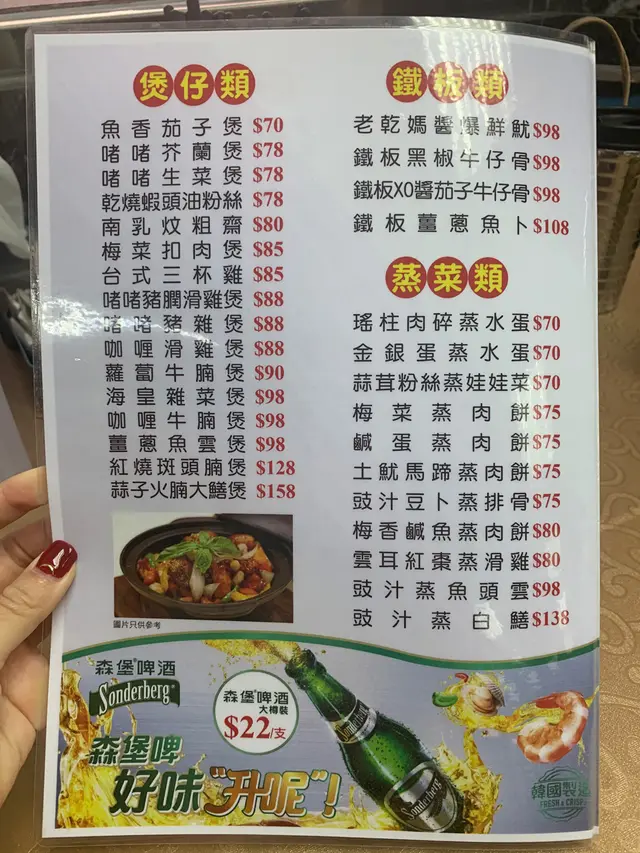 煲仔類
魚香茄子煲 $70
啫啫芥蘭煲 $78
啫啫生菜煲 $78
乾燒蝦頭油粉絲 $78
南乳炆粗齋 $80
梅菜扣肉煲 $85
台式三杯雞 $85
啫啫豬膶滑雞煲 $88
啫啫豬雜煲 $88
咖喱滑雞煲 $88
蘿蔔牛腩煲 $90
海皇雜菜煲 $98
咖喱牛腩煲 $98
薑蔥魚雲煲 $98
紅燒斑頭腩煲 $128
蒜子火腩大鱔煲 $158
圖片只供參考
鐵板類
老乾媽醬爆鮮魷 $98
鐵板黑椒牛仔骨 $98
鐵板XO醬茄子牛仔骨 $98
鐵板薑蔥魚卜 $108
蒸菜類
瑤柱肉碎蒸水蛋 $70
金銀蛋蒸水蛋 $70
蒜茸粉絲蒸娃娃菜 $70
梅菜蒸肉餅 $75
鹹蛋蒸肉餅 $75
土魷馬蹄蒸肉餅 $75
豉汁豆卜蒸排骨 $75
梅香鹹魚蒸肉餅 $80
雲耳紅棗蒸滑雞 $80
豉汁蒸魚頭雲 $98
豉汁蒸白鱔 $138
森堡®啤酒
Sonderberg®
森堡®啤酒
大樽裝
$22/支
森堡啤
好味"升呢"!
Sonderberg
Sonderberg
韓國製造
FRESH & CRISP